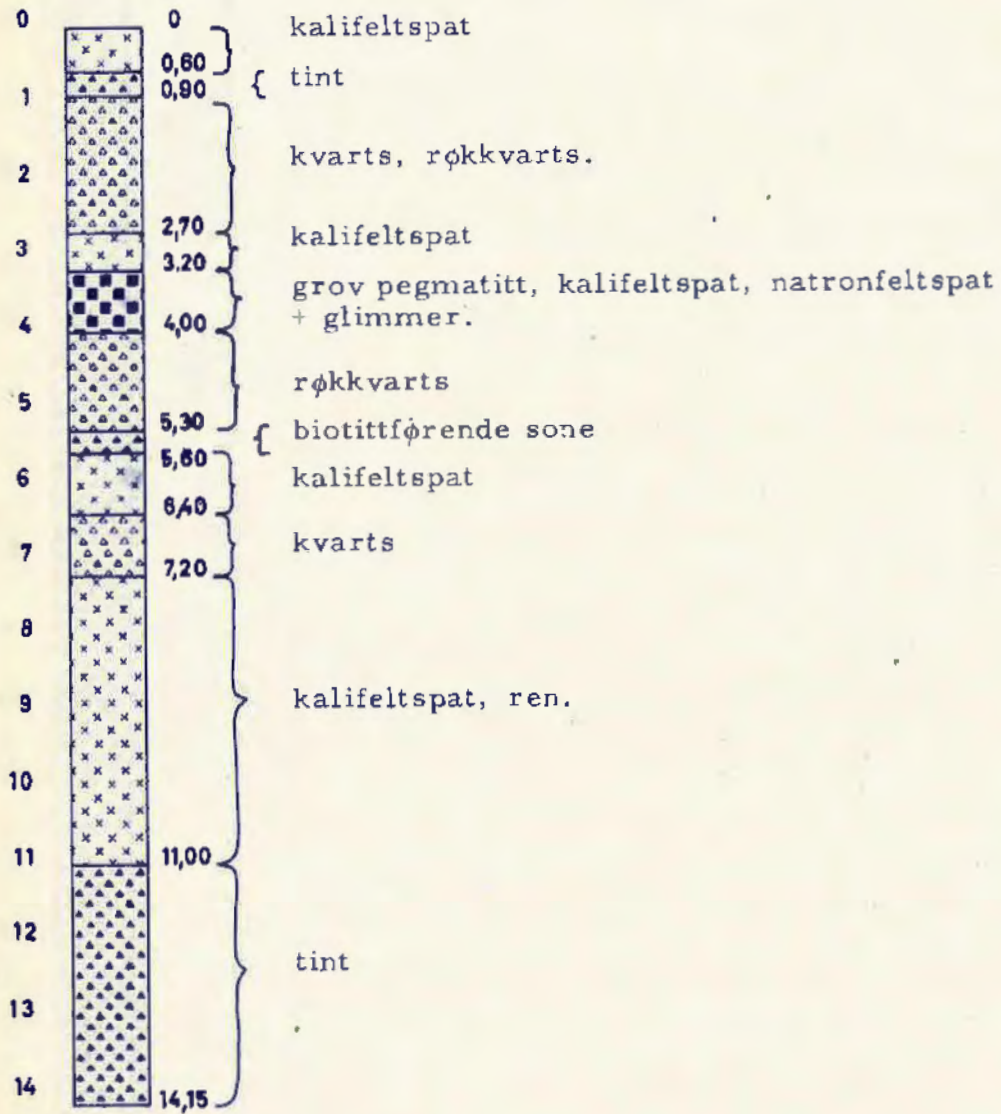 0 0 kalifeltspat
0,60
0,90 { tint
1
kvarts, røkkvarts.
2
2,70
3 kalifeltspat
3.20
grov pegmatitt, kalifeltspat, natronfeltspat
4 4,00 + glimmer.
røkkvarts
5
5,30
{ biotittførende sone
5,60
6 kalifeltspat
6,40
7 kvarts
7,20
8
9 kalifeltspat, ren.
10
11 11,00
12
tint
13
14
14,15